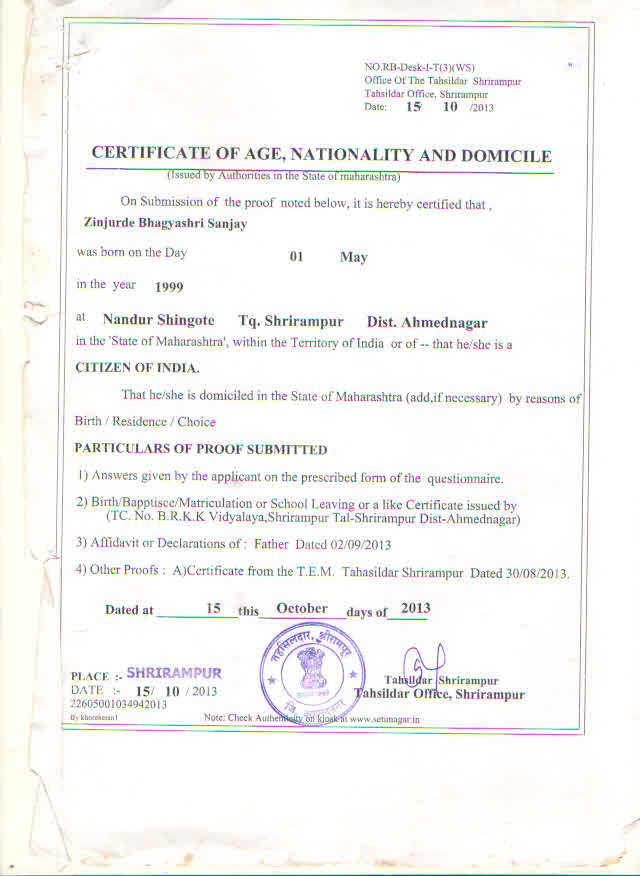 NO.RB-Desk-I-T(3)(WS)
Office Of The Tahsildar Shrirampur
Tahsildar Office, Shrirampur
Date: 15 10 /2013
CERTIFICATE OF AGE, NATIONALITY AND DOMICILE
(Issued by Authorities in the State of maharashtra)
On Submission of the proof noted below, it is hereby certified that ,
Zinjurde Bhagyashri Sanjay
was born on the Day 01 May
in the year 1999
at Nandur Shingote Tq. Shrirampur Dist. Ahmednagar
in the 'State of Maharashtra', within the Territory of India or of -- that he/she is a
CITIZEN OF INDIA.
That he/she is domiciled in the State of Maharashtra (add,if necessary) by reasons of
Birth / Residence / Choice
PARTICULARS OF PROOF SUBMITTED
1) Answers given by the applicant on the prescribed form of the questionnaire.
2) Birth/Bapptisce/Matriculation or School Leaving or a like Certificate issued by
(TC. No. B.R.K.K Vidyalaya,Shrirampur Tal-Shrirampur Dist-Ahmednagar)
3) Affidavit or Declarations of : Father Dated 02/09/2013
4) Other Proofs : A)Certificate from the T.E.M. Tahasildar Shrirampur Dated 30/08/2013.
Dated at 15 this October days of 2013
तहसिलदार, श्रीरामपूर
जि.
PLACE :- SHRIRAMPUR
DATE :- 15/ 10 / 2013
22605001034942013
By khorekeran1
Tahsildar Shrirampur
Tahsildar Office, Shrirampur
Note: Check Authenticity on kiosk at www.setunagar.in